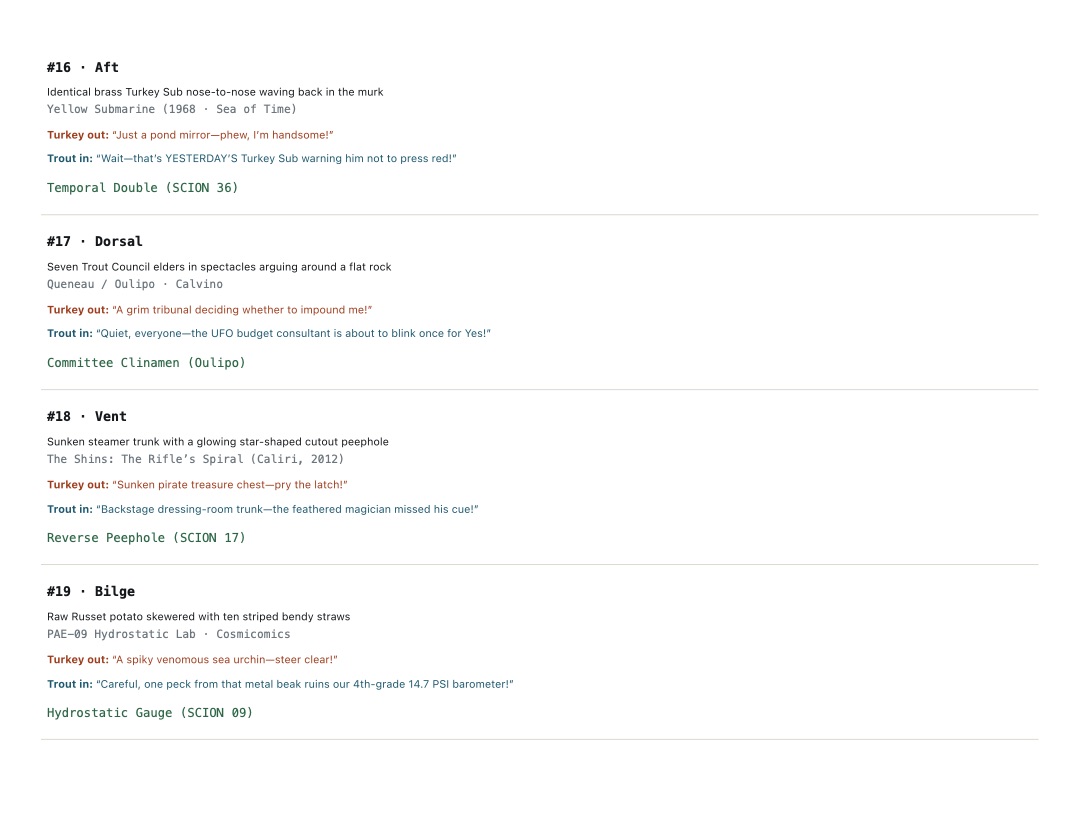 #16 · Aft
Identical brass Turkey Sub nose-to-nose waving back in the murk
Yellow Submarine (1968 · Sea of Time)
Turkey out: “Just a pond mirror—phew, I’m handsome!”
Trout in: “Wait—that’s YESTERDAY’S Turkey Sub warning him not to press red!”
Temporal Double (SCION 36)
#17 · Dorsal
Seven Trout Council elders in spectacles arguing around a flat rock
Queneau / Oulipo · Calvino
Turkey out: “A grim tribunal deciding whether to impound me!”
Trout in: “Quiet, everyone—the UFO budget consultant is about to blink once for Yes!”
Committee Clinamen (Oulipo)
#18 · Vent
Sunken steamer trunk with a glowing star-shaped cutout peephole
The Shins: The Rifle’s Spiral (Caliri, 2012)
Turkey out: “Sunken pirate treasure chest—pry the latch!”
Trout in: “Backstage dressing-room trunk—the feathered magician missed his cue!”
Reverse Peephole (SCION 17)
#19 · Bilge
Raw Russet potato skewered with ten striped bendy straws
PAE–09 Hydrostatic Lab · Cosmicomics
Turkey out: “A spiky venomous sea urchin—steer clear!”
Trout in: “Careful, one peck from that metal beak ruins our 4th-grade 14.7 PSI barometer!”
Hydrostatic Gauge (SCION 09)